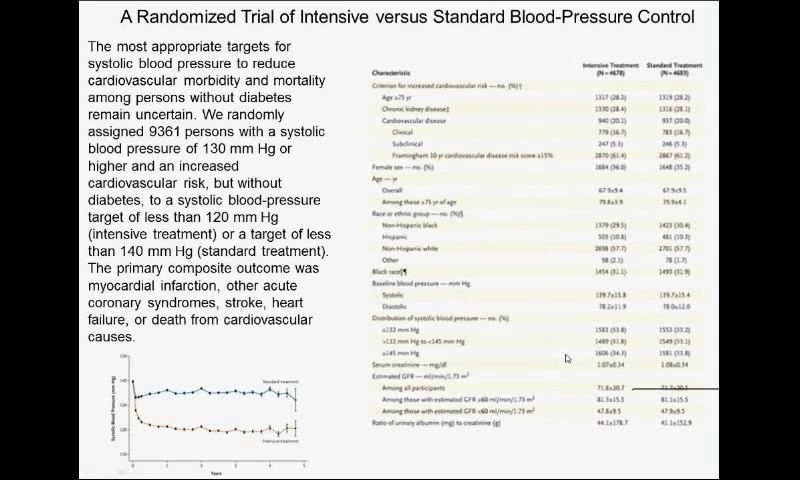 A Randomized Trial of Intensive versus Standard Blood-Pressure Control
The most appropriate targets for
systolic blood pressure to reduce
cardiovascular morbidity and mortality
among persons without diabetes
remain uncertain. We randomly
assigned 9361 persons with a systolic
blood pressure of 130 mm Hg or
higher and an increased
cardiovascular risk, but without
diabetes, to a systolic blood-pressure
target of less than 120 mm Hg
(intensive treatment) or a target of less
than 140 mm Hg (standard treatment).
The primary composite outcome was
myocardial infarction, other acute
coronary syndromes, stroke, heart
failure, or death from cardiovascular
causes.
Systolic Blood Pressure (mm Hg)
150
140
130
120
110
Standard treatment
Intensive treatment
0 1 2 3 4 5
Years
Characteristic Intensive Treatment (N=4678) Standard Treatment (N=4683)
Criterion for increased cardiovascular risk — no. (%)†
Age ≥75 yr 1317 (28.2) 1319 (28.2)
Chronic kidney disease‡ 1330 (28.4) 1316 (28.1)
Cardiovascular disease 940 (20.1) 937 (20.0)
Clinical 779 (16.7) 783 (16.7)
Subclinical 247 (5.3) 246 (5.3)
Framingham 10-yr cardiovascular disease risk score ≥15% 2870 (61.4) 2867 (61.2)
Female sex — no. (%) 1684 (36.0) 1648 (35.2)
Age — yr
Overall 67.9±9.4 67.9±9.5
Among those ≥75 yr of age 79.8±3.9 79.9±4.1
Race or ethnic group — no. (%)§
Non-Hispanic black 1379 (29.5) 1423 (30.4)
Hispanic 503 (10.8) 481 (10.3)
Non-Hispanic white 2698 (57.7) 2701 (57.7)
Other 98 (2.1) 78 (1.7)
Black race§¶ 1454 (31.1) 1493 (31.9)
Baseline blood pressure — mm Hg
Systolic 139.7±15.8 139.7±15.4
Diastolic 78.2±11.9 78.0±12.0
Distribution of systolic blood pressure — no. (%)
≤132 mm Hg 1583 (33.8) 1553 (33.2)
>132 mm Hg to <145 mm Hg 1489 (31.8) 1549 (33.1)
≥145 mm Hg 1606 (34.3) 1581 (33.8)
Serum creatinine — mg/dl 1.07±0.34 1.08±0.34
Estimated GFR — ml/min/1.73 m²
Among all participants 71.8±20.7
Among those with estimated GFR ≥60 ml/min/1.73 m² 81.3±15.5 81.1±15.5
Among those with estimated GFR <60 ml/min/1.73 m² 47.8±9.5 47.9±9.5
Ratio of urinary albumin (mg) to creatinine (g) 44.1±178.7 41.1±152.9